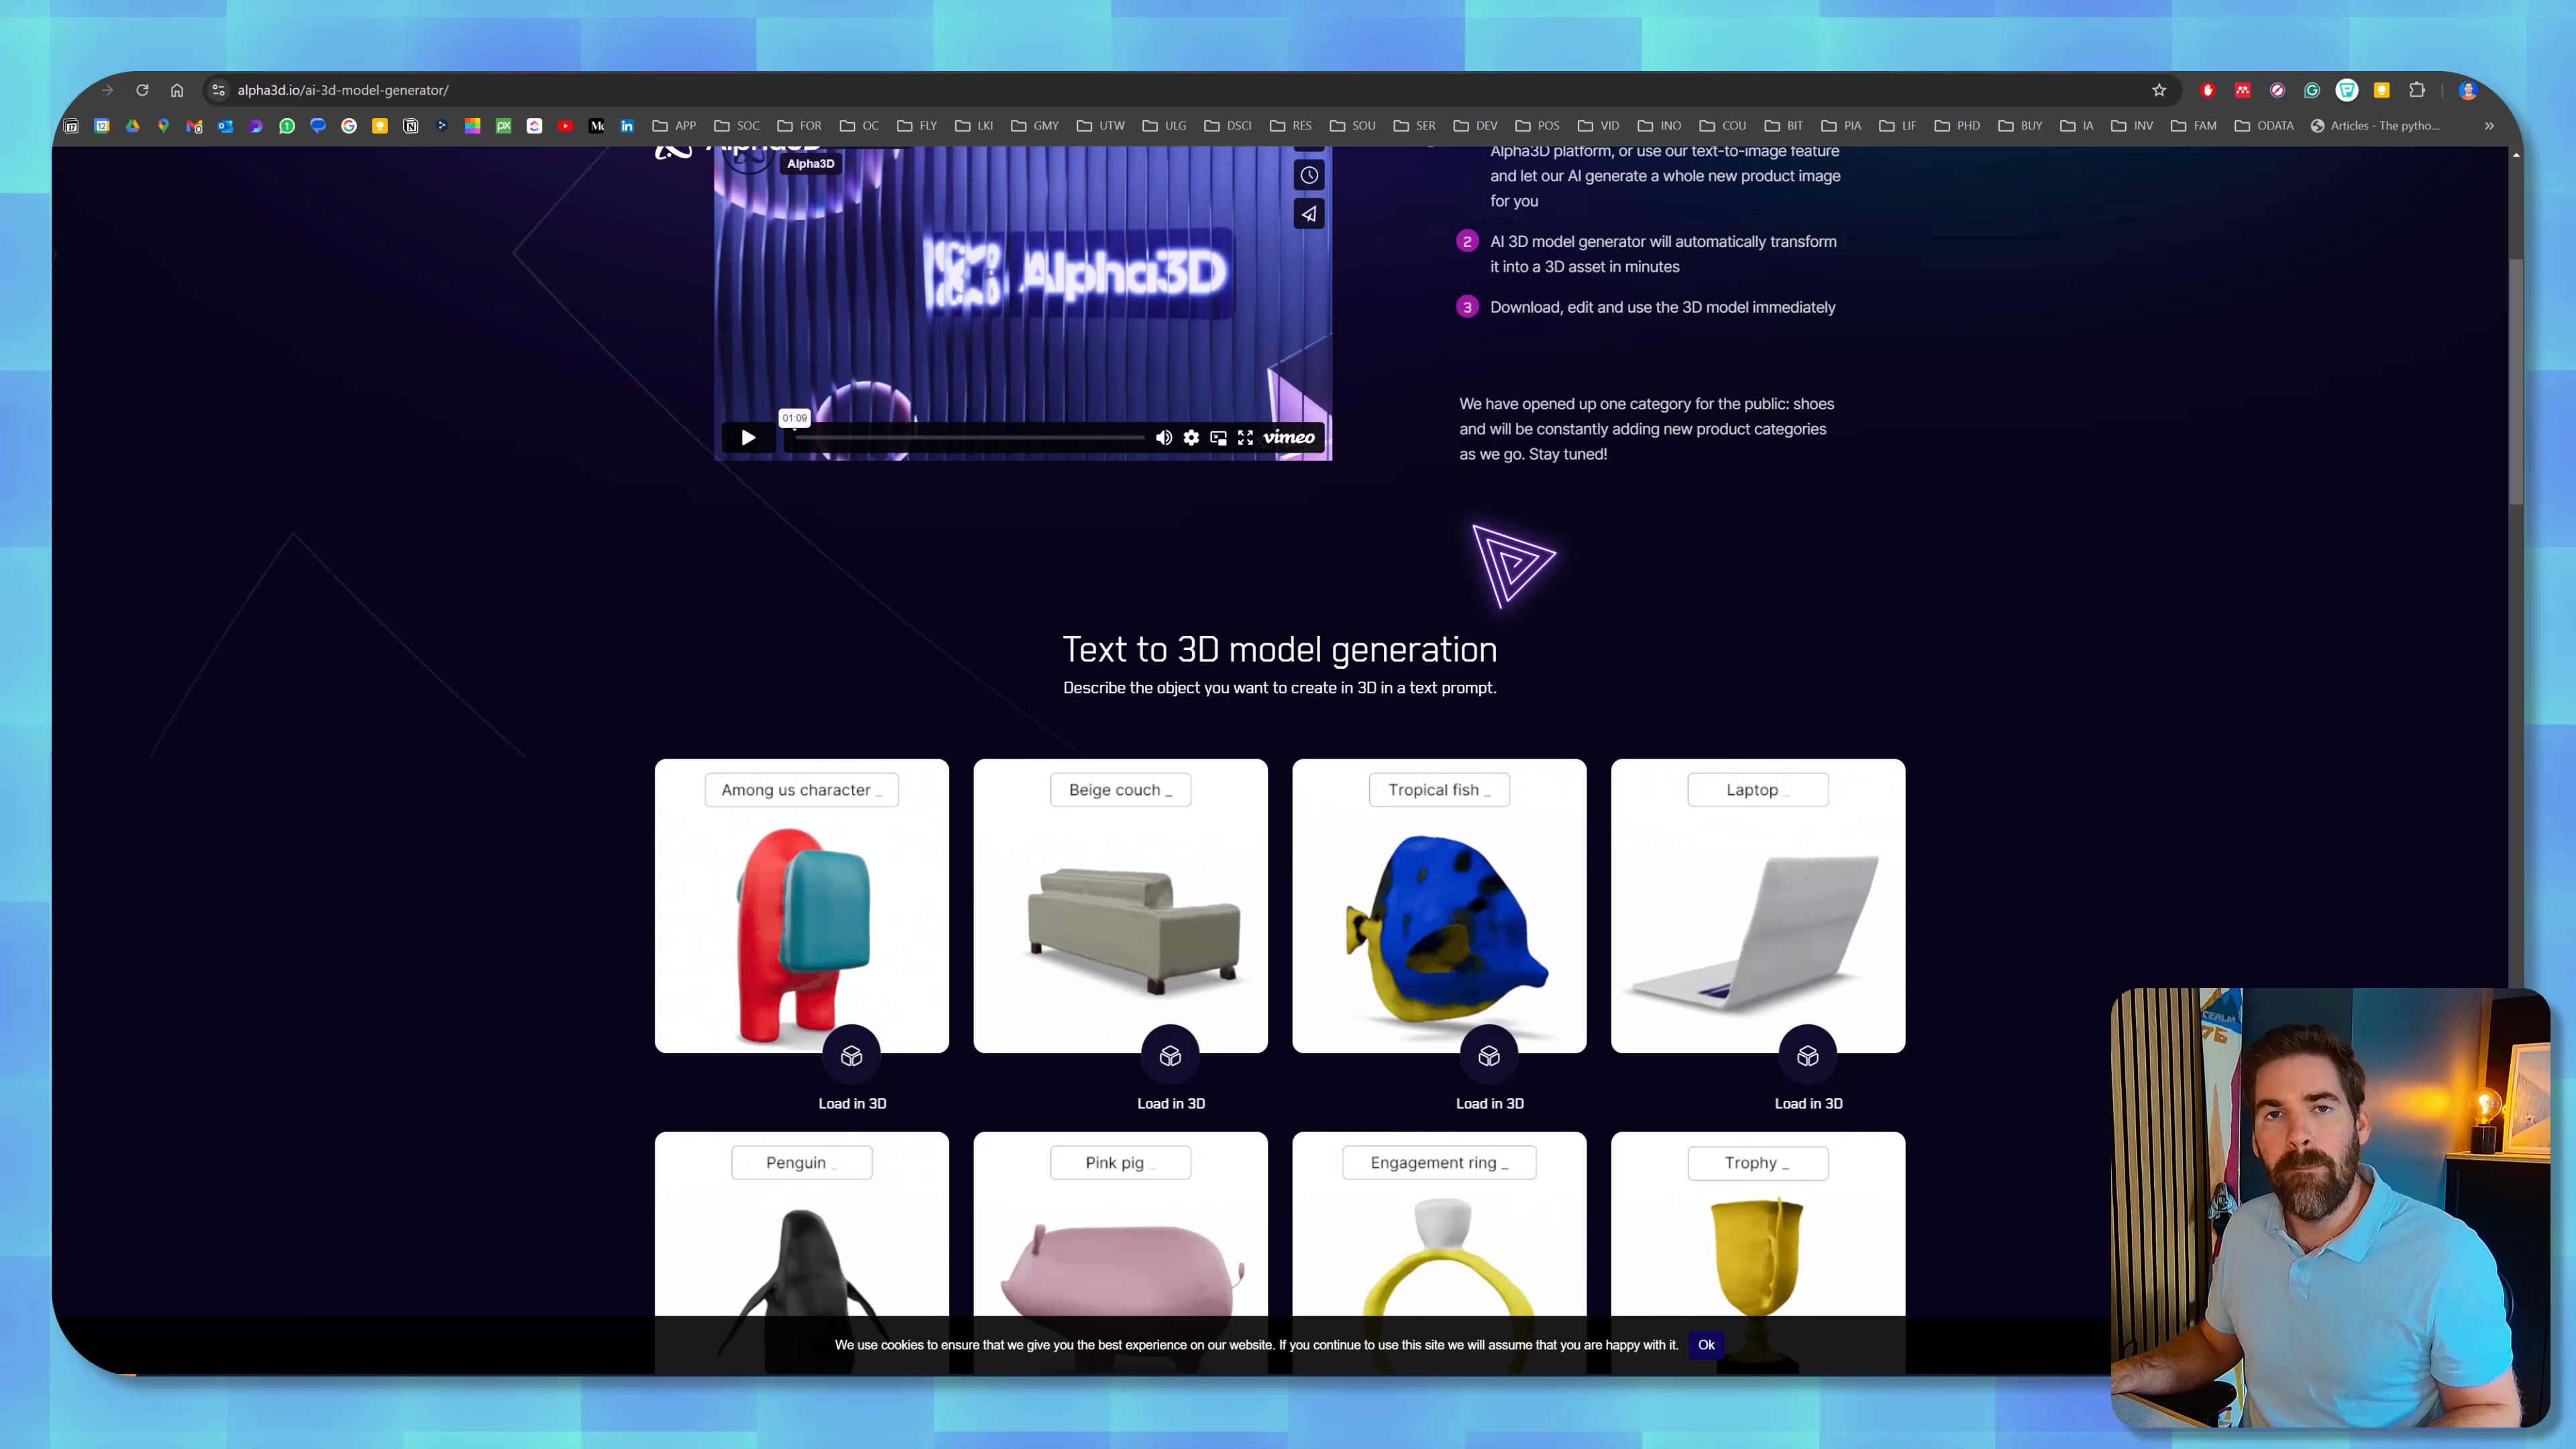 alpha3d.io/ai-3d-model-generator/
APP SOC FOR OC FLY LKI GMY UTW ULG DSCI RES SOU SER DEV POS VID INO COU BIT PIA LIF PHD BUY IA INV FAM ODATA Articles - The pytho... »
Alpha3D
Alpha3D
Alpha3D
01:09
vimeo
Alpha3D platform, or use our text-to-image feature
and let our AI generate a whole new product image
for you
2 AI 3D model generator will automatically transform
it into a 3D asset in minutes
3 Download, edit and use the 3D model immediately
We have opened up one category for the public: shoes
and will be constantly adding new product categories
as we go. Stay tuned!
Text to 3D model generation
Describe the object you want to create in 3D in a text prompt.
Among us character _
Beige couch _
Tropical fish _
Laptop _
Load in 3D
Load in 3D
Load in 3D
Load in 3D
Penguin _
Pink pig _
Engagement ring _
Trophy _
We use cookies to ensure that we give you the best experience on our website. If you continue to use this site we will assume that you are happy with it. Ok